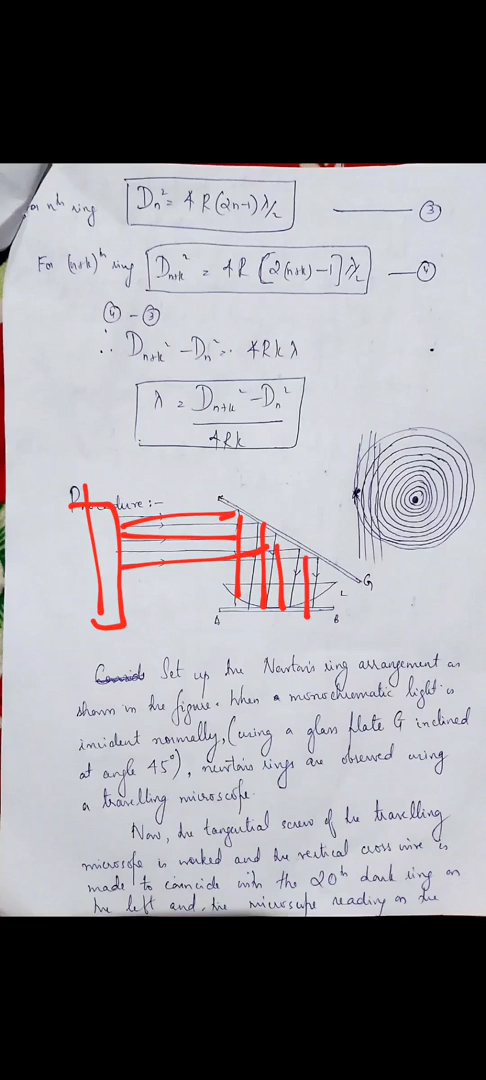 for nth ring Dn² = 4 R (2n-1) λ/2 ——— ③
For (n+k)th ring Dn+k² = 4R [2(n+k) -1] λ/2 — ④
④ - ③
∴ Dn+k² - Dn² = 4Rkλ
λ = Dn+k² - Dn² / 4Rk
Procedure :-
G
L
A B
Set up the Newton's ring arrangement as
shown in the figure. When a monochromatic light is
incident normally, (using a glass plate G inclined
at angle 45°), newton's rings are observed using
a travelling microscope.
Now, the tangential screw of the travelling
microscope is worked and the vertical cross wire is
made to coincide with the 20th dark ring on
the left and the microscope reading on the